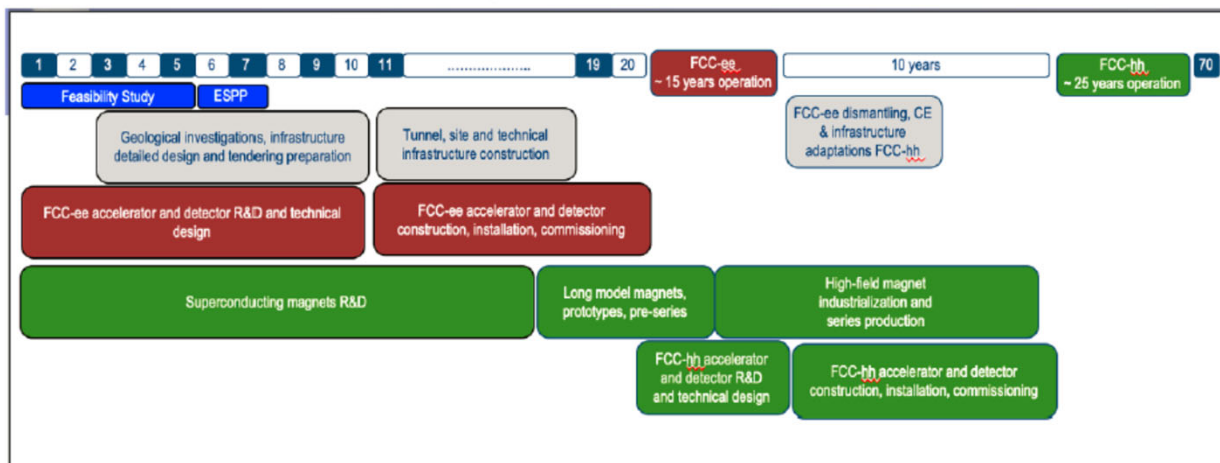 1 2 3 4 5 6 7 8 9 10 11 ...................... 19 20
FCC-ee
~ 15 years operation
10 years
FCC-hh
~ 25 years operation
70
Feasibility Study
ESPP
Geological investigations, infrastructure
detailed design and tendering preparation
Tunnel, site and technical
infrastructure construction
FCC-ee dismantling, CE
& infrastructure
adaptations FCC-hh
FCC-ee accelerator and detector R&D and technical
design
FCC-ee accelerator and detector
construction, installation, commissioning
Superconducting magnets R&D
Long model magnets,
prototypes, pre-series
High-field magnet
industrialization and
series production
FCC-hh accelerator
and detector R&D
and technical design
FCC-hh accelerator and detector
construction, installation, commissioning